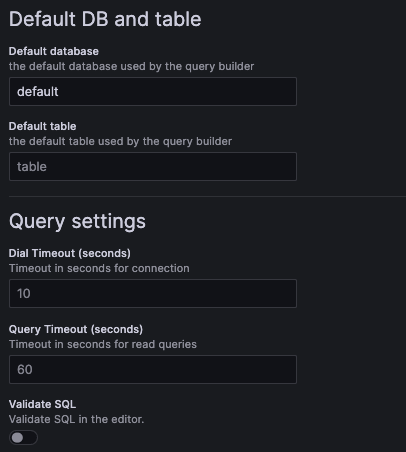 Default DB and table
Default database
the default database used by the query builder
default
Default table
the default table used by the query builder
table
Query settings
Dial Timeout (seconds)
Timeout in seconds for connection
10
Query Timeout (seconds)
Timeout in seconds for read queries
60
Validate SQL
Validate SQL in the editor.